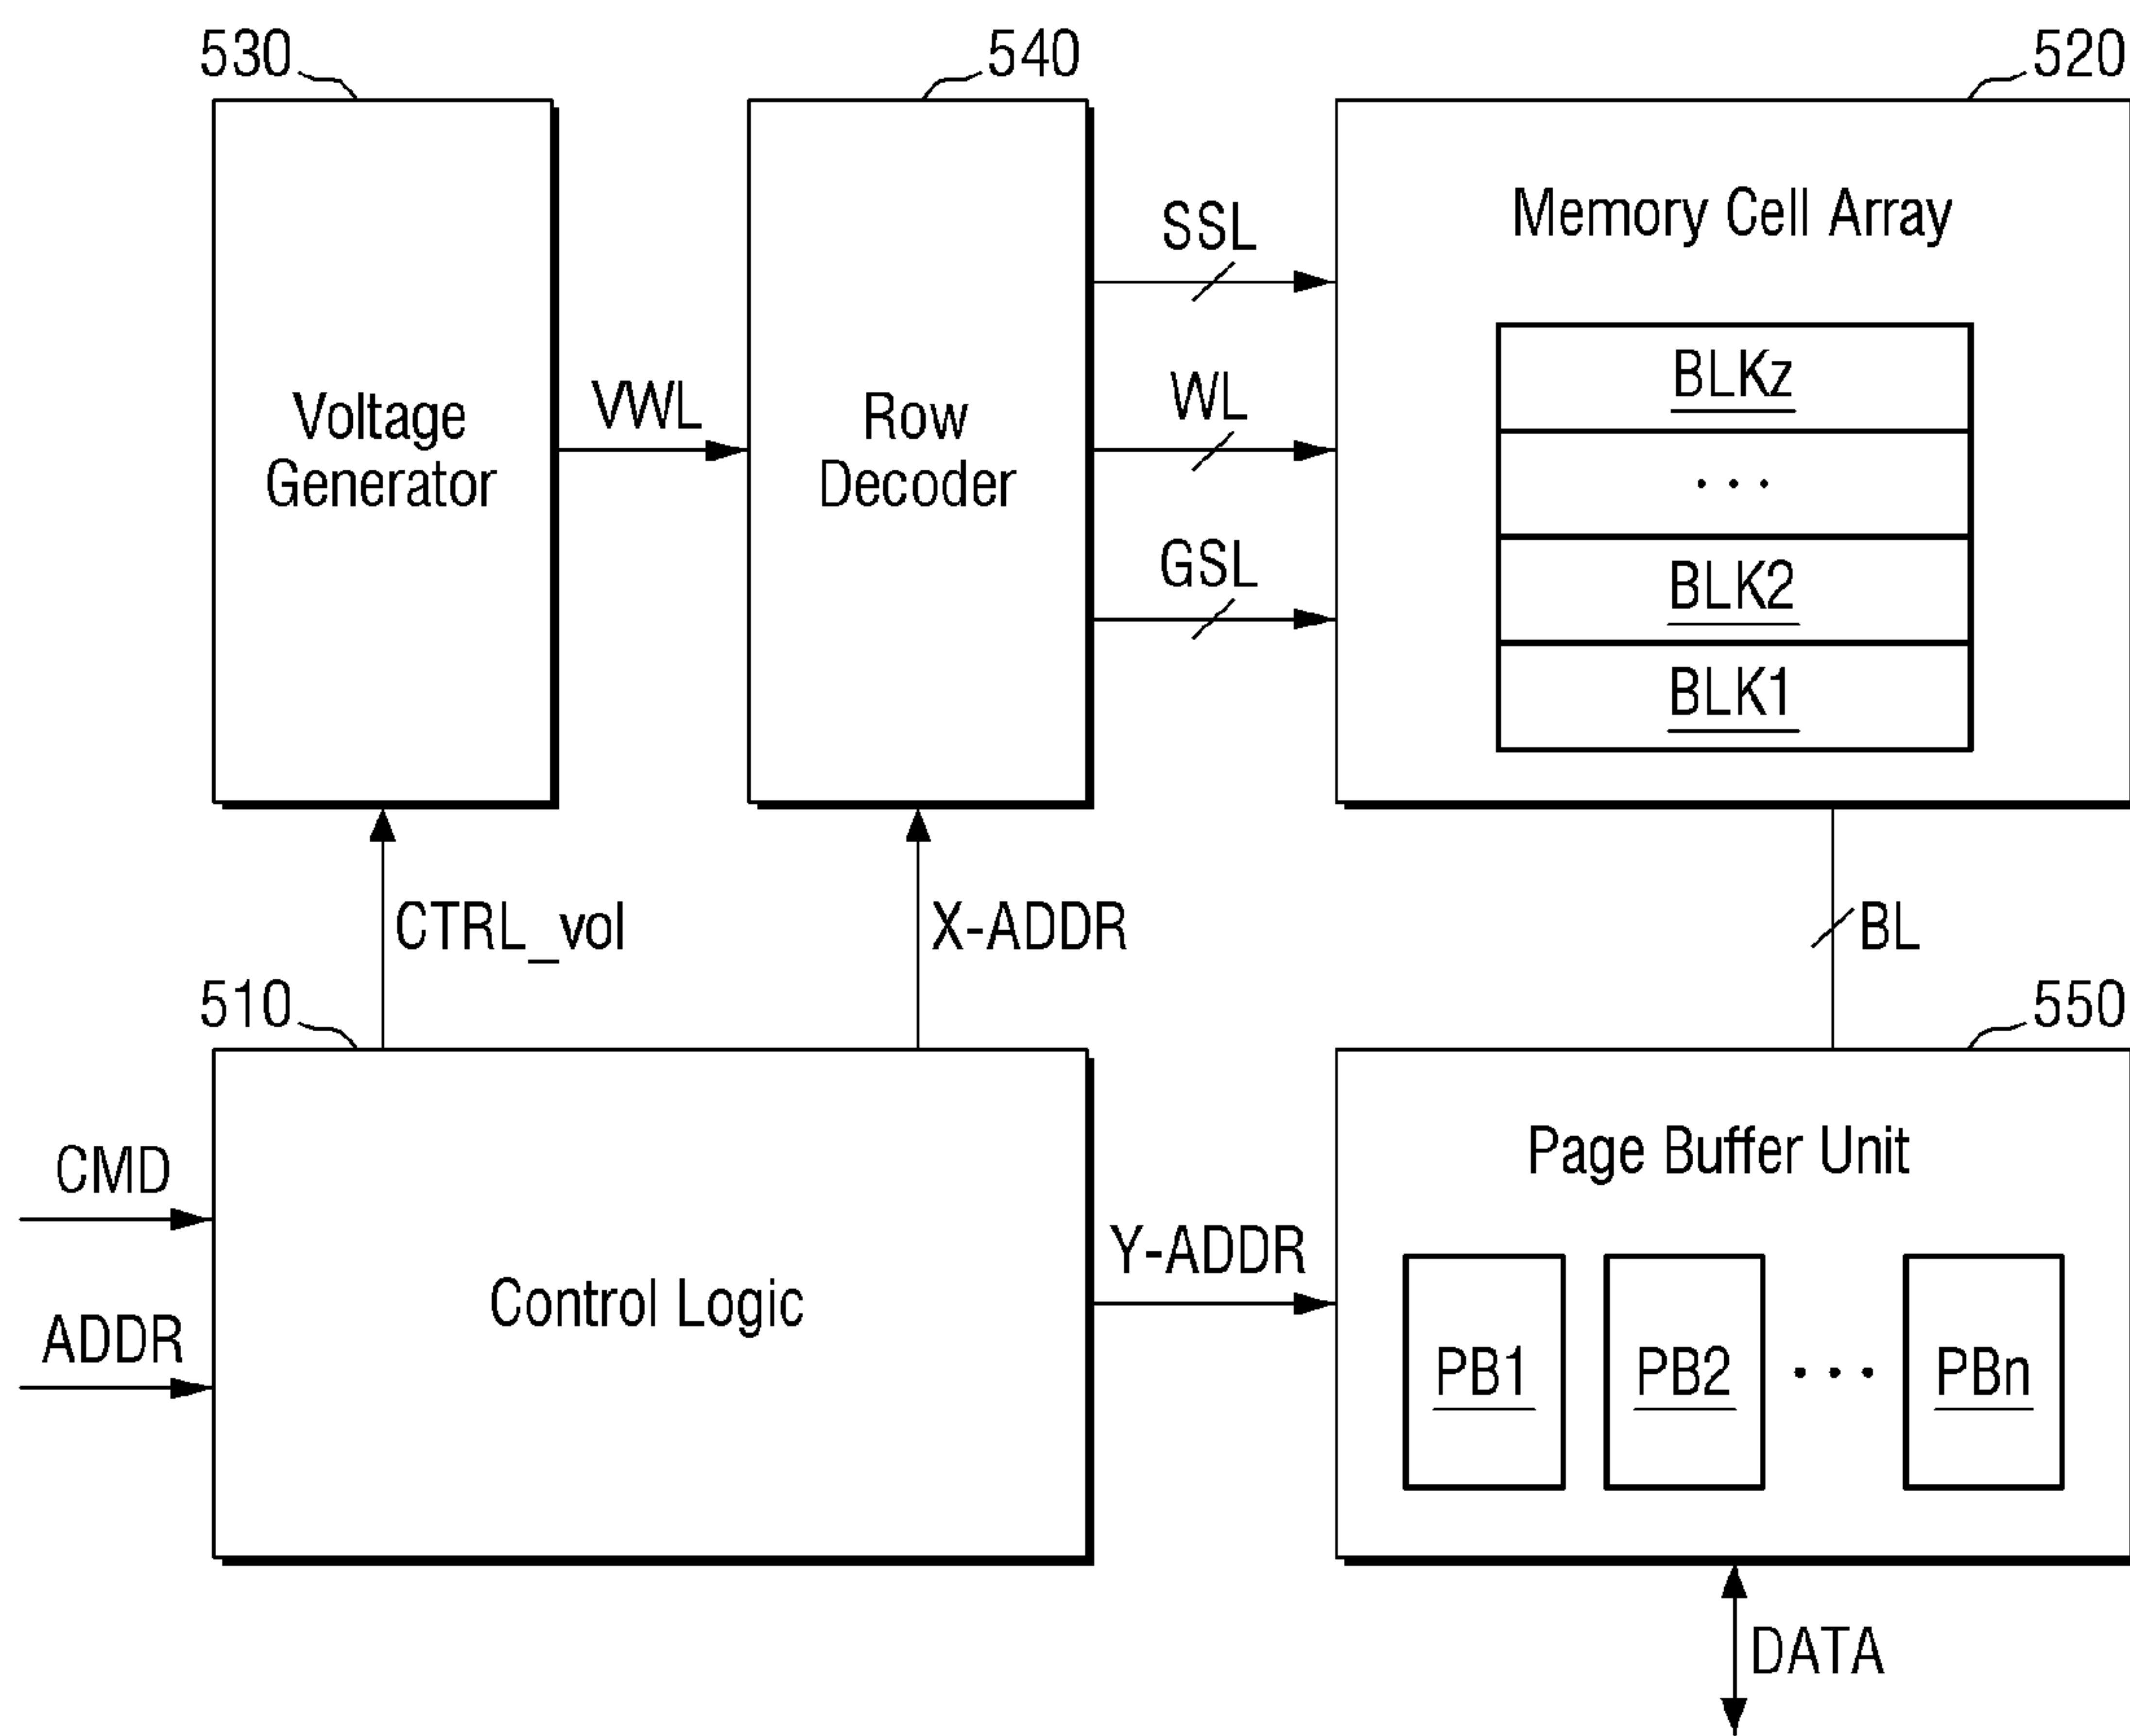 530
540
520
Voltage
Generator
VWL
Row
Decoder
SSL
WL
GSL
Memory Cell Array
BLKz
...
BLK2
BLK1
CTRL_vol
X-ADDR
BL
510
550
CMD
ADDR
Control Logic
Y-ADDR
Page Buffer Unit
PB1
PB2
...
PBn
DATA